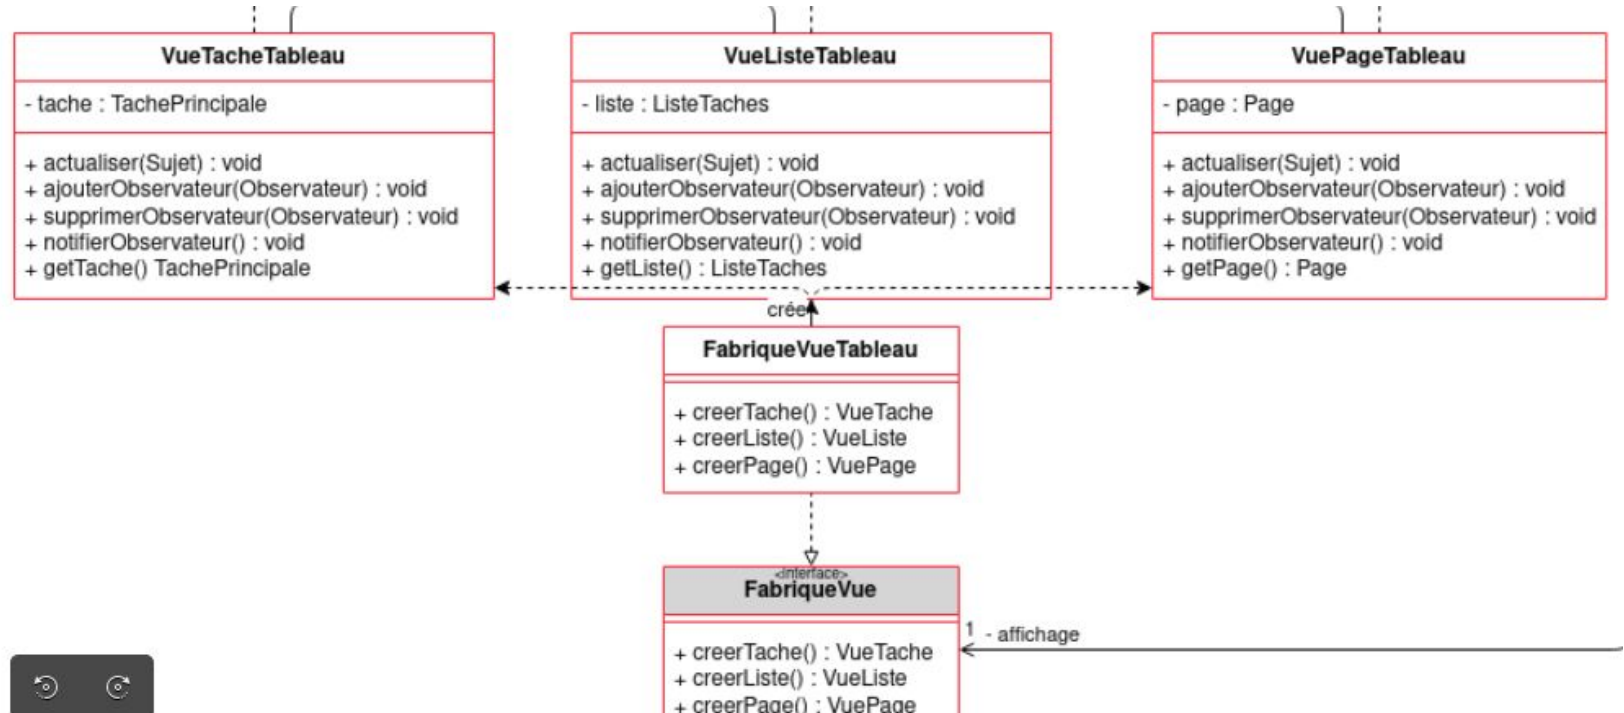 VueTacheTableau
- tache : TachePrincipale
+ actualiser(Sujet) : void
+ ajouterObservateur(Observateur) : void
+ supprimerObservateur(Observateur) : void
+ notifierObservateur() : void
+ getTache() TachePrincipale
VueListeTableau
- liste : ListeTaches
+ actualiser(Sujet) : void
+ ajouterObservateur(Observateur) : void
+ supprimerObservateur(Observateur) : void
+ notifierObservateur() : void
+ getListe() : ListeTaches
VuePageTableau
- page : Page
+ actualiser(Sujet) : void
+ ajouterObservateur(Observateur) : void
+ supprimerObservateur(Observateur) : void
+ notifierObservateur() : void
+ getPage() : Page
crée
FabriqueVueTableau
+ creerTache() : VueTache
+ creerListe() : VueListe
+ creerPage() : VuePage
<interface>
FabriqueVue
1 - affichage
+ creerTache() : VueTache
+ creerListe() : VueListe
+ creerPage() : VuePage